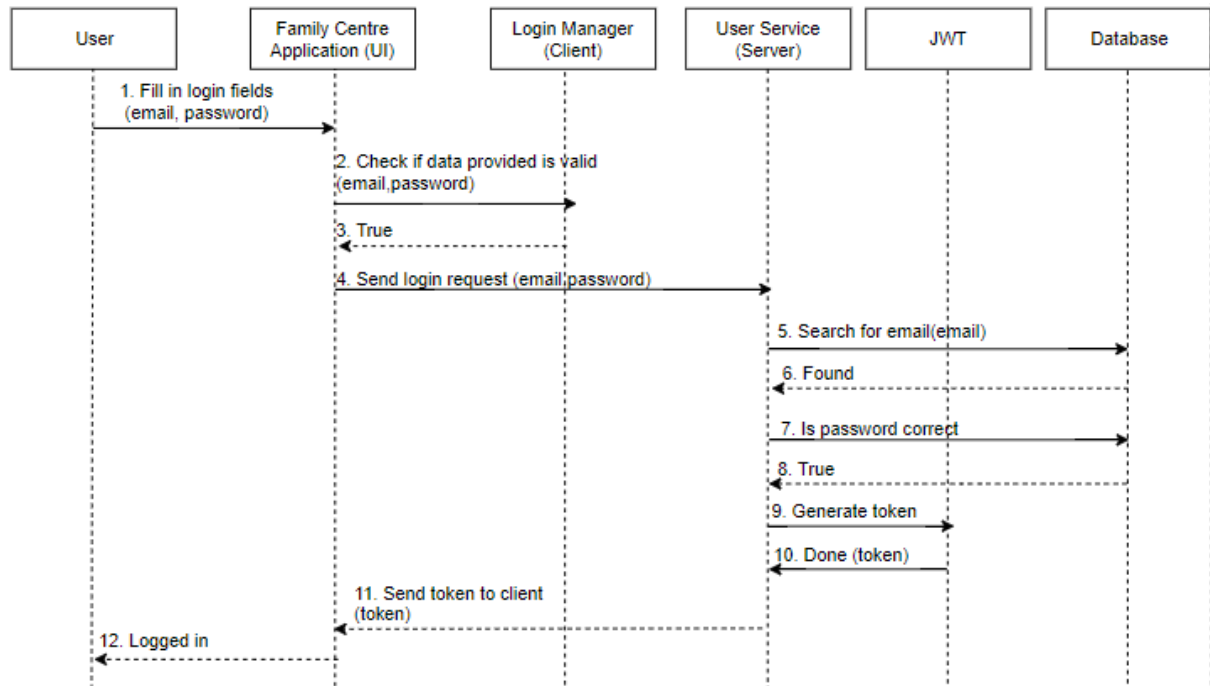 User
Family Centre
Application (UI)
Login Manager
(Client)
User Service
(Server)
JWT
Database
1. Fill in login fields
(email, password)
2. Check if data provided is valid
(email,password)
3. True
4. Send login request (email,password)
5. Search for email(email)
6. Found
7. Is password correct
8. True
9. Generate token
10. Done (token)
11. Send token to client
(token)
12. Logged in